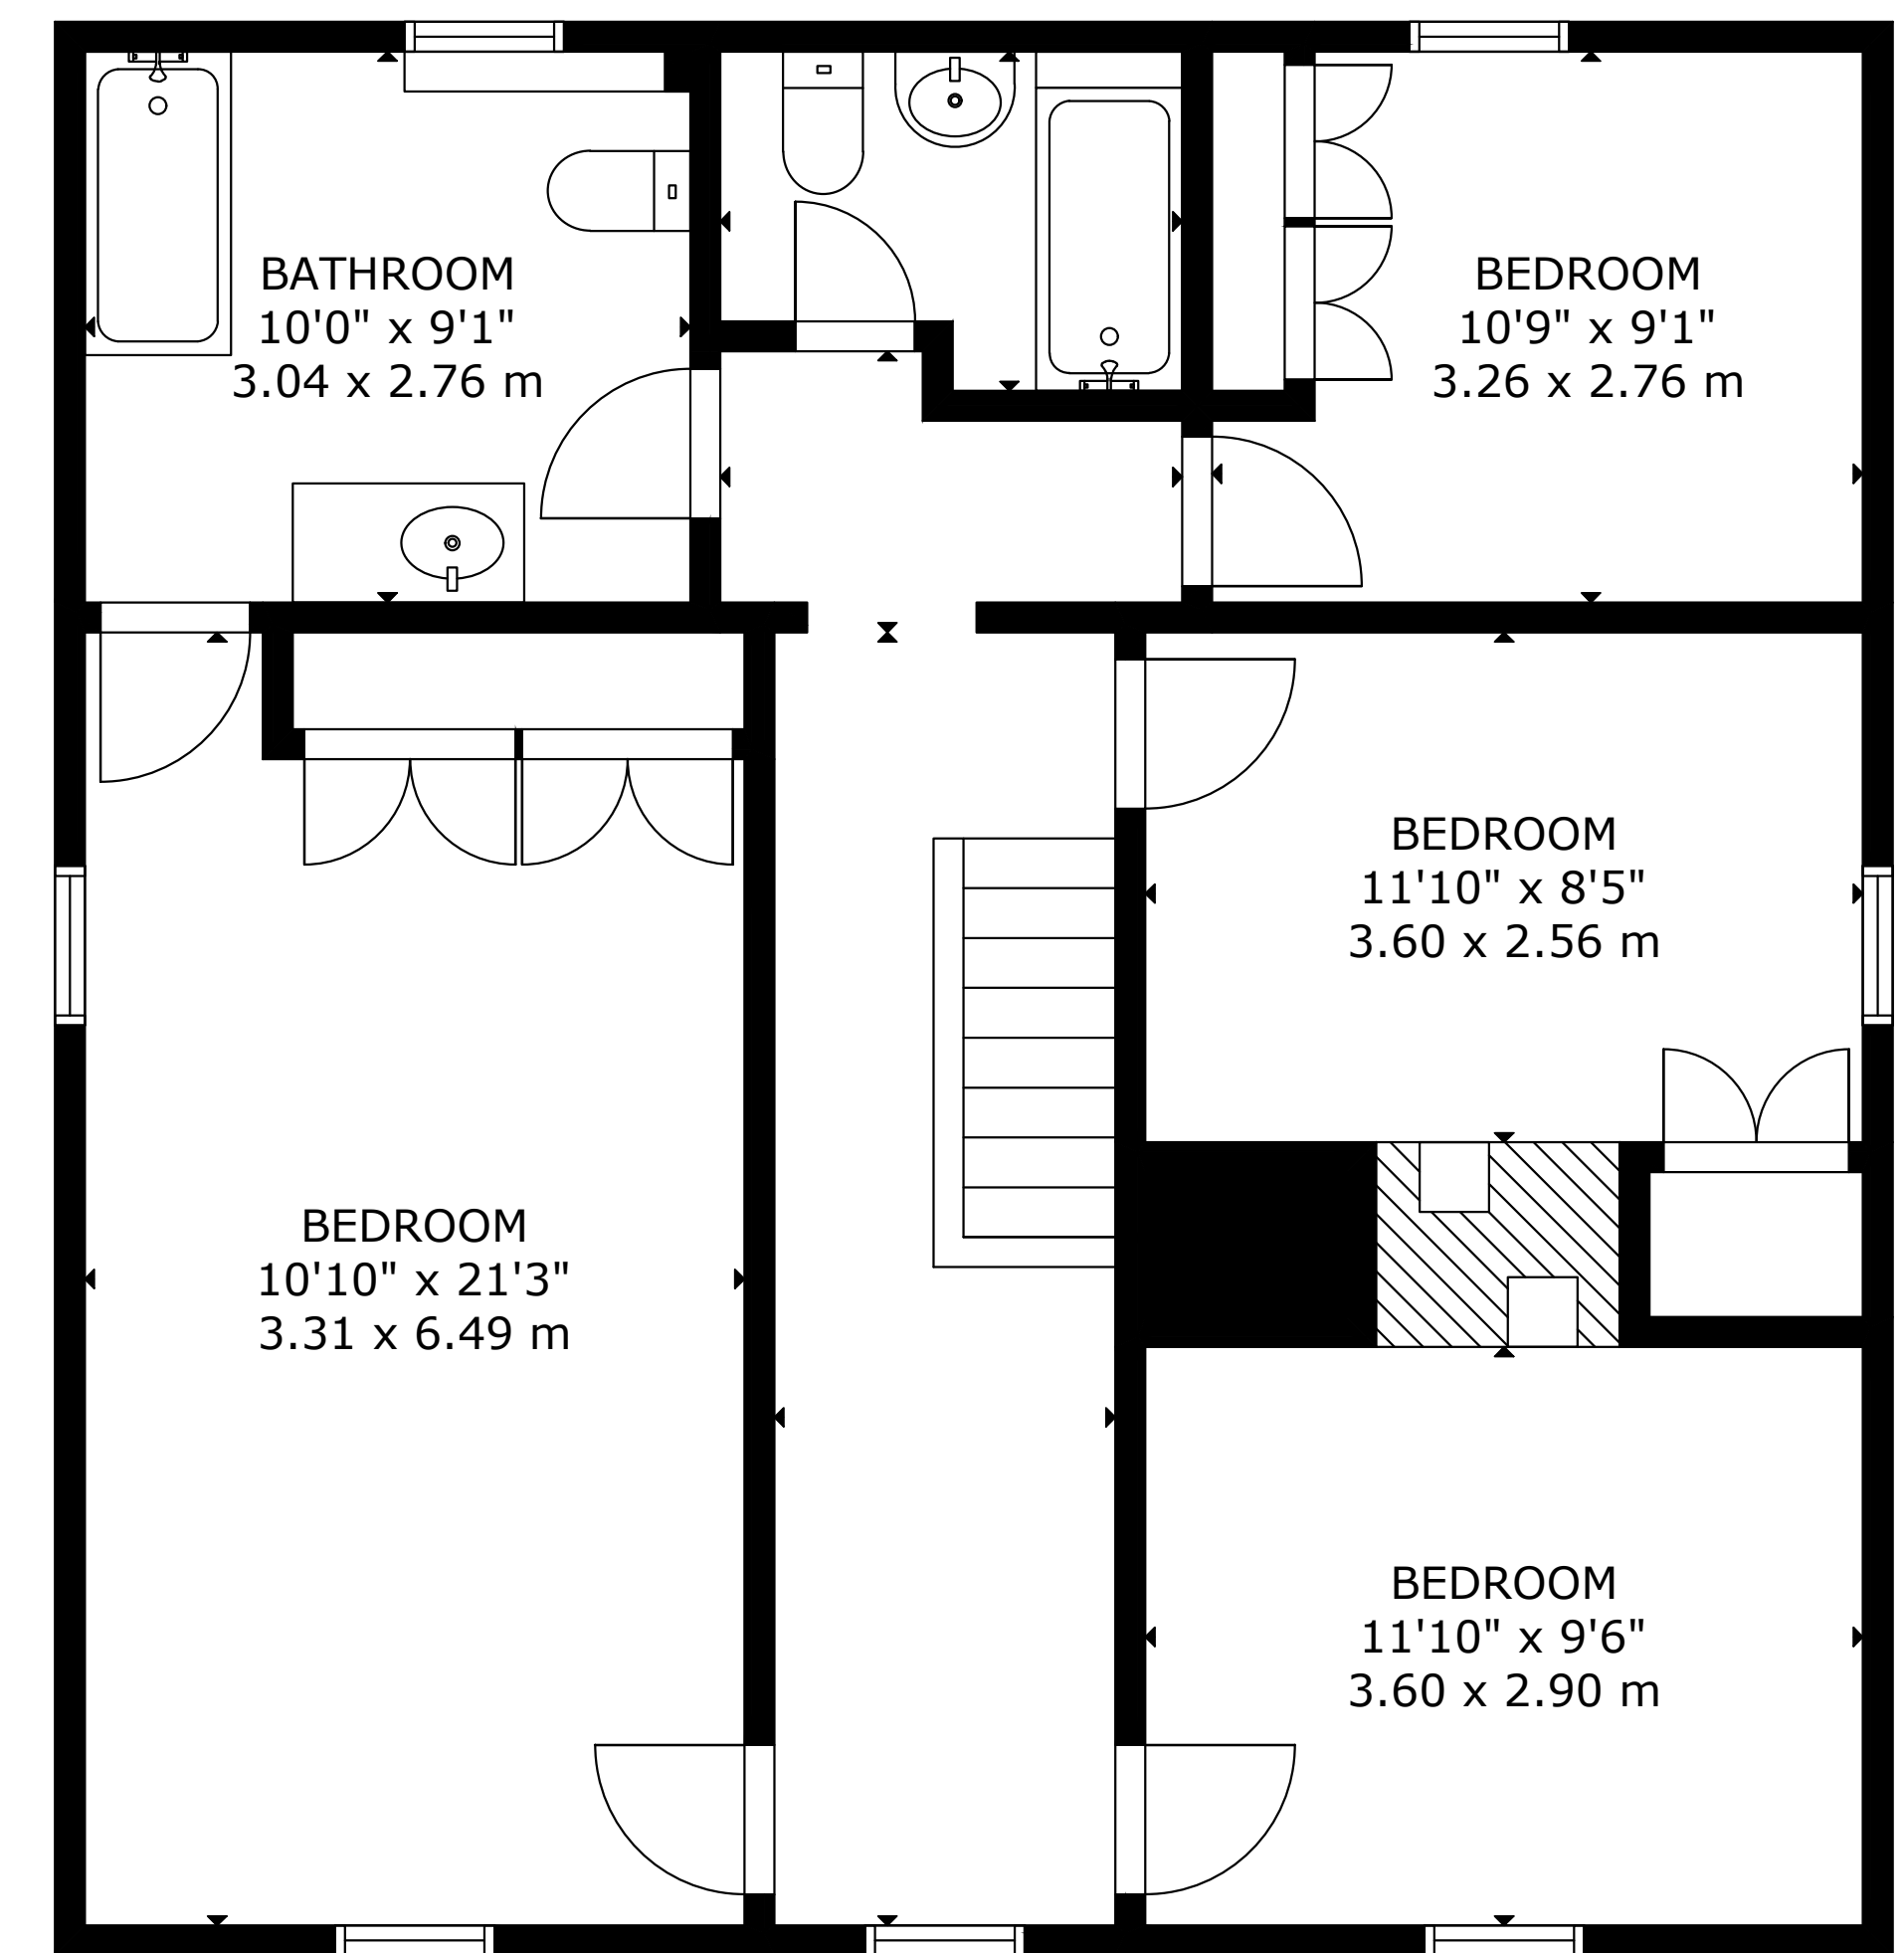 BATHROOM
10'0" x 9'1"
3.04 x 2.76 m
BEDROOM
10'9" x 9'1"
3.26 x 2.76 m
BEDROOM
11'10" x 8'5"
3.60 x 2.56 m
BEDROOM
10'10" x 21'3"
3.31 x 6.49 m
BEDROOM
11'10" x 9'6"
3.60 x 2.90 m